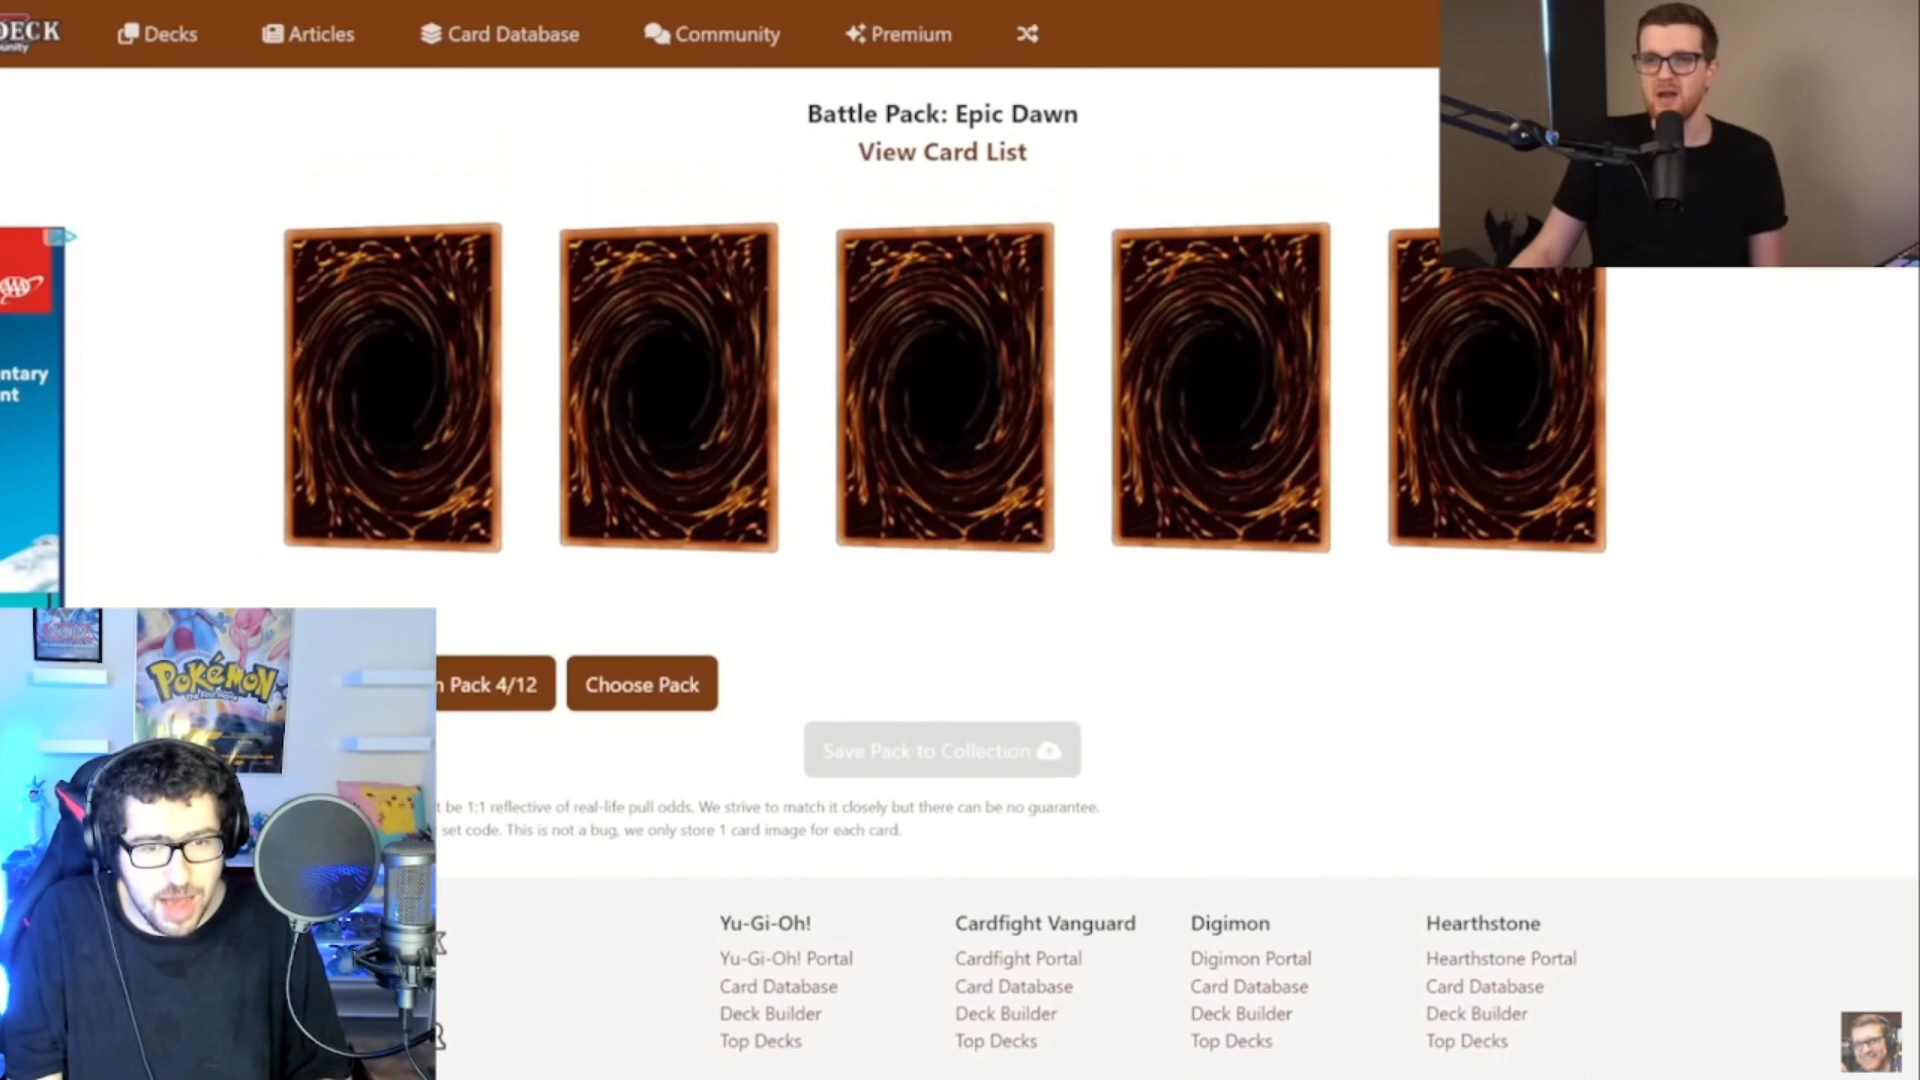 DECK
Decks
Articles
Card Database
Community
Premium
Battle Pack: Epic Dawn
View Card List
n Pack 4/12
Choose Pack
Save Pack to Collection
t be 1:1 reflective of real-life pull odds. We strive to match it closely but there can be no guarantee.
set code. This is not a bug, we only store 1 card image for each card.
POKÉMON
Yu-Gi-Oh!
Yu-Gi-Oh! Portal
Card Database
Deck Builder
Top Decks
Cardfight Vanguard
Cardfight Portal
Card Database
Deck Builder
Top Decks
Digimon
Digimon Portal
Card Database
Deck Builder
Top Decks
Hearthstone
Hearthstone Portal
Card Database
Deck Builder
Top Decks